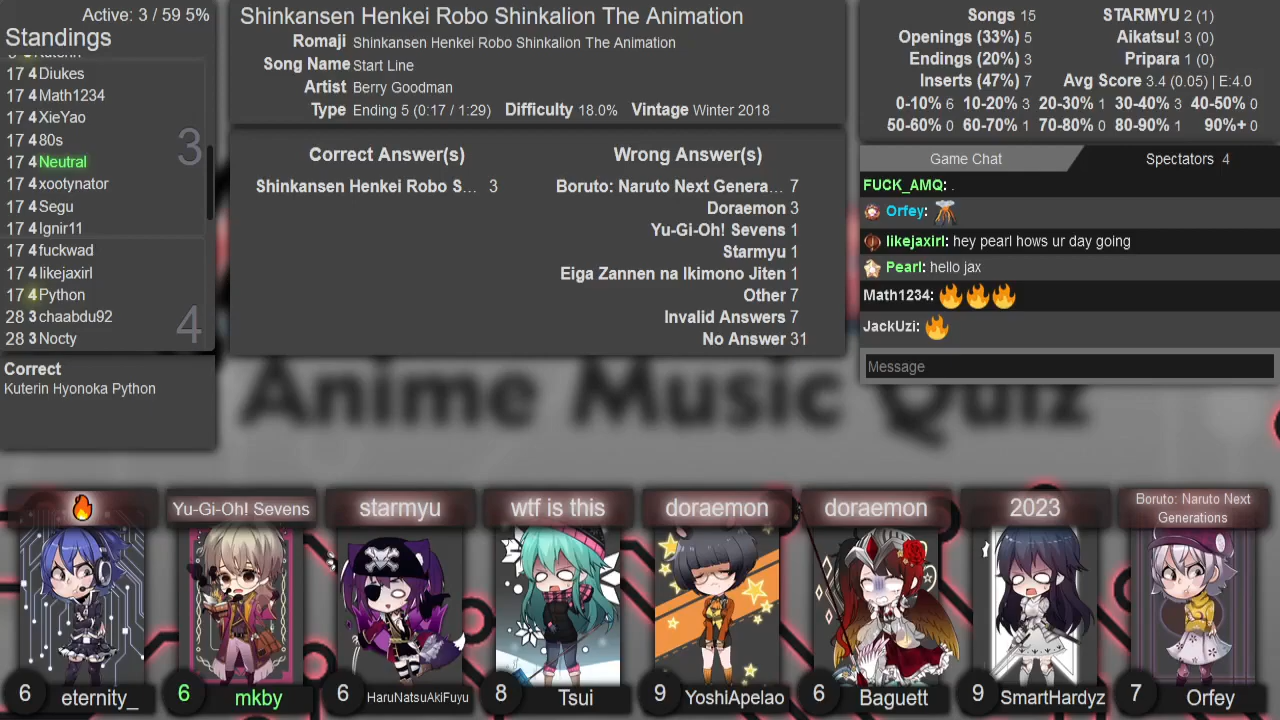 Active: 3 / 59 5%
Standings
Kuterin
17 4 Diukes
17 4 Math1234
17 4 XieYao
17 4 80s
17 4 Neutral
17 4 xootynator
17 4 Segu
17 4 Ignir11
17 4 fuckwad
17 4 likejaxirl
17 4 Python
28 3 chaabdu92
28 3 Nocty
3
4
Correct
Kuterin Hyonoka Python
Shinkansen Henkei Robo Shinkalion The Animation
Romaji Shinkansen Henkei Robo Shinkalion The Animation
Song Name Start Line
Artist Berry Goodman
Type Ending 5 (0:17 / 1:29) Difficulty 18.0% Vintage Winter 2018
Correct Answer(s)
Shinkansen Henkei Robo S... 3
Wrong Answer(s)
Boruto: Naruto Next Genera... 7
Doraemon 3
Yu-Gi-Oh! Sevens 1
Starmyu 1
Eiga Zannen na Ikimono Jiten 1
Other 7
Invalid Answers 7
No Answer 31
Songs 15 STARMYU 2 (1)
Openings (33%) 5 Aikatsu! 3 (0)
Endings (20%) 3 Pripara 1 (0)
Inserts (47%) 7 Avg Score 3.4 (0.05) | E:4.0
0-10% 6 10-20% 3 20-30% 1 30-40% 3 40-50% 0
50-60% 0 60-70% 1 70-80% 0 80-90% 1 90%+ 0
Game Chat Spectators 4
FUCK_AMQ: .
Orfey: 🌋
likejaxirl: hey pearl hows ur day going
Pearl: hello jax
Math1234: 🔥🔥🔥
JackUzi: 🔥
Message
Anime Music Quiz
🔥
Yu-Gi-Oh! Sevens
starmyu
wtf is this
doraemon
doraemon
2023
Boruto: Naruto Next
Generations
6 eternity_
6 mkby
6 HaruNatsuAkiFuyu
8 Tsui
9 YoshiApelao
6 Baguett
9 SmartHardyz
7 Orfey